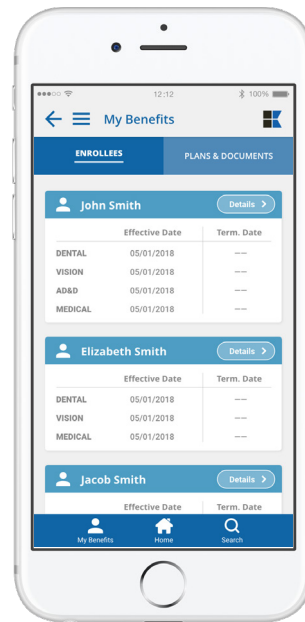 12:12 100%
My Benefits
ENROLLEES PLANS & DOCUMENTS
John Smith Details >
Effective Date Term. Date
DENTAL 05/01/2018 ---
VISION 05/01/2018 ---
AD&D 05/01/2018 ---
MEDICAL 05/01/2018 ---
Elizabeth Smith Details >
Effective Date Term. Date
DENTAL 05/01/2018 ---
VISION 05/01/2018 ---
MEDICAL 05/01/2018 ---
Jacob Smith Details >
Effective Date Term. Date
My Benefits Home Search